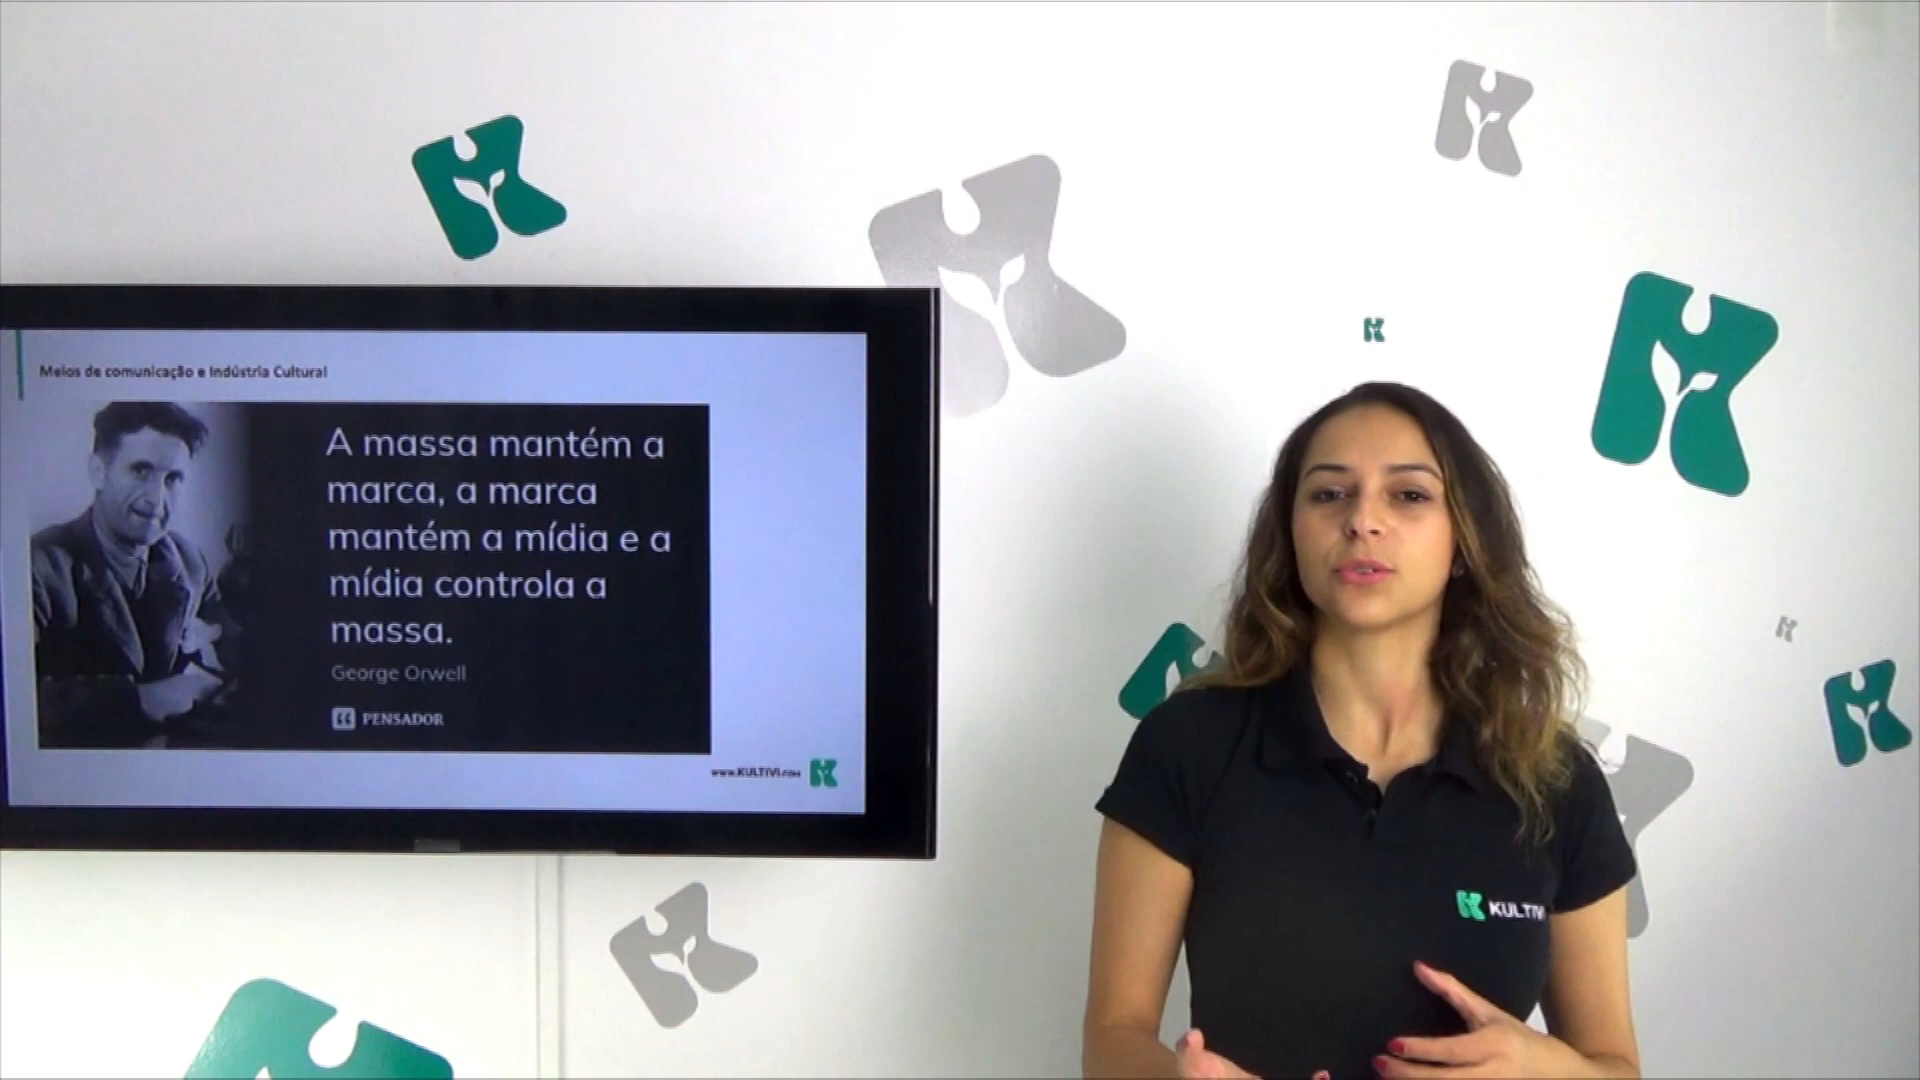 Meios de comunicação e Indústria Cultural
A massa mantém a
marca, a marca
mantém a mídia e a
mídia controla a
massa.
George Orwell
PENSADOR
www.KULTIVI.com
KULTIVI